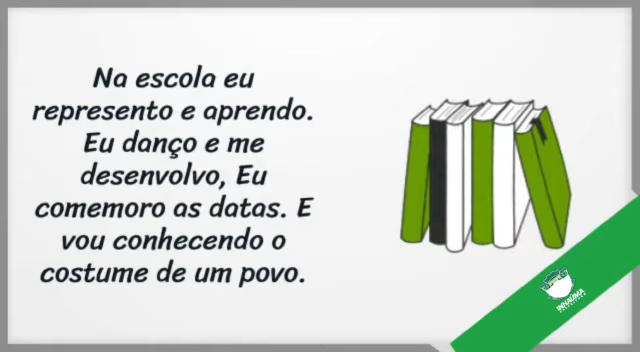 Na escola eu
represento e aprendo.
Eu danço e me
desenvolvo, Eu
comemoro as datas. E
vou conhecendo o
costume de um povo.
INHAÚMA